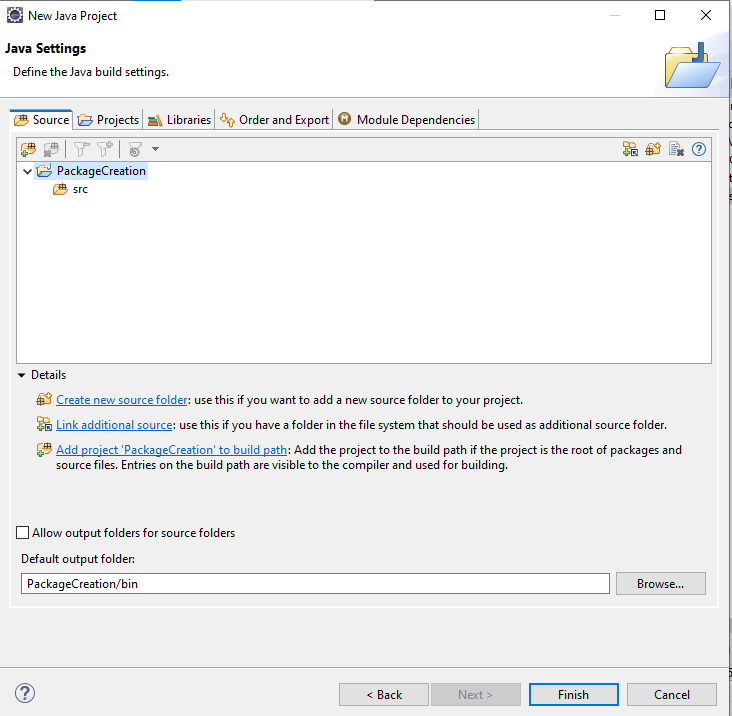 New Java Project
Java Settings
Define the Java build settings.
Source Projects Libraries Order and Export Module Dependencies
PackageCreation
src
Details
Create new source folder: use this if you want to add a new source folder to your project.
Link additional source: use this if you have a folder in the file system that should be used as additional source folder.
Add project 'PackageCreation' to build path: Add the project to the build path if the project is the root of packages and
source files. Entries on the build path are visible to the compiler and used for building.
Allow output folders for source folders
Default output folder:
PackageCreation/bin Browse...
< Back Next > Finish Cancel